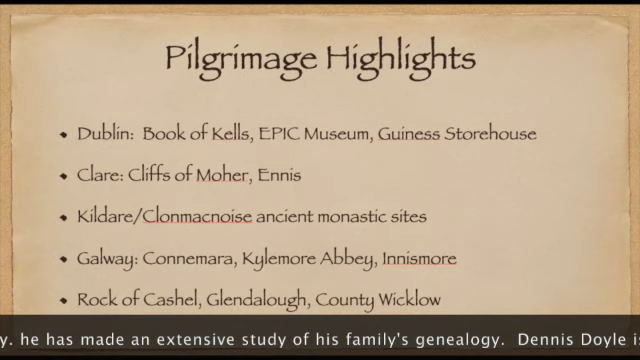 Pilgrimage Highlights
• Dublin: Book of Kells, EPIC Museum, Guiness Storehouse
• Clare: Cliffs of Moher, Ennis
• Kildare/Clonmacnoise ancient monastic sites
• Galway: Connemara, Kylemore Abbey, Innismore
• Rock of Cashel, Glendalough, County Wicklow
y. he has made an extensive study of his family's genealogy. Dennis Doyle i